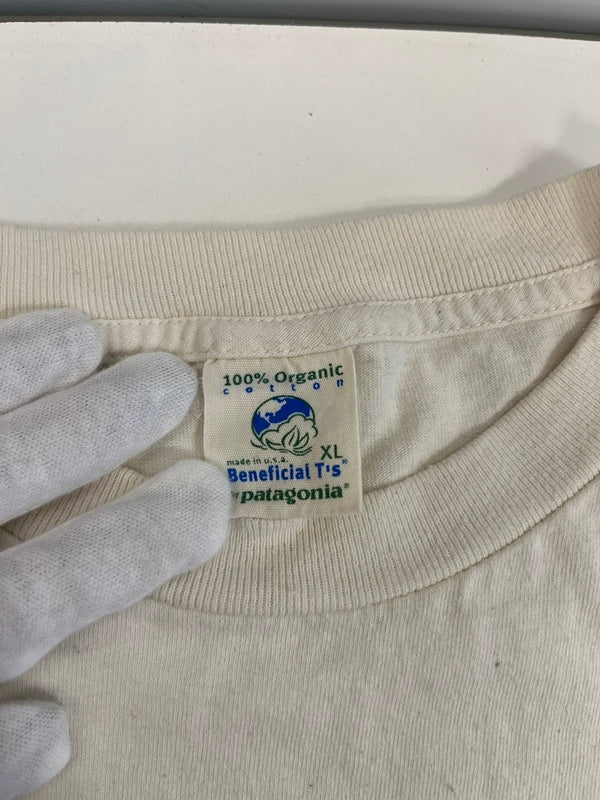 100% Organic
cotton
XL
made in u.s.a.
Beneficial T's®
by patagonia®